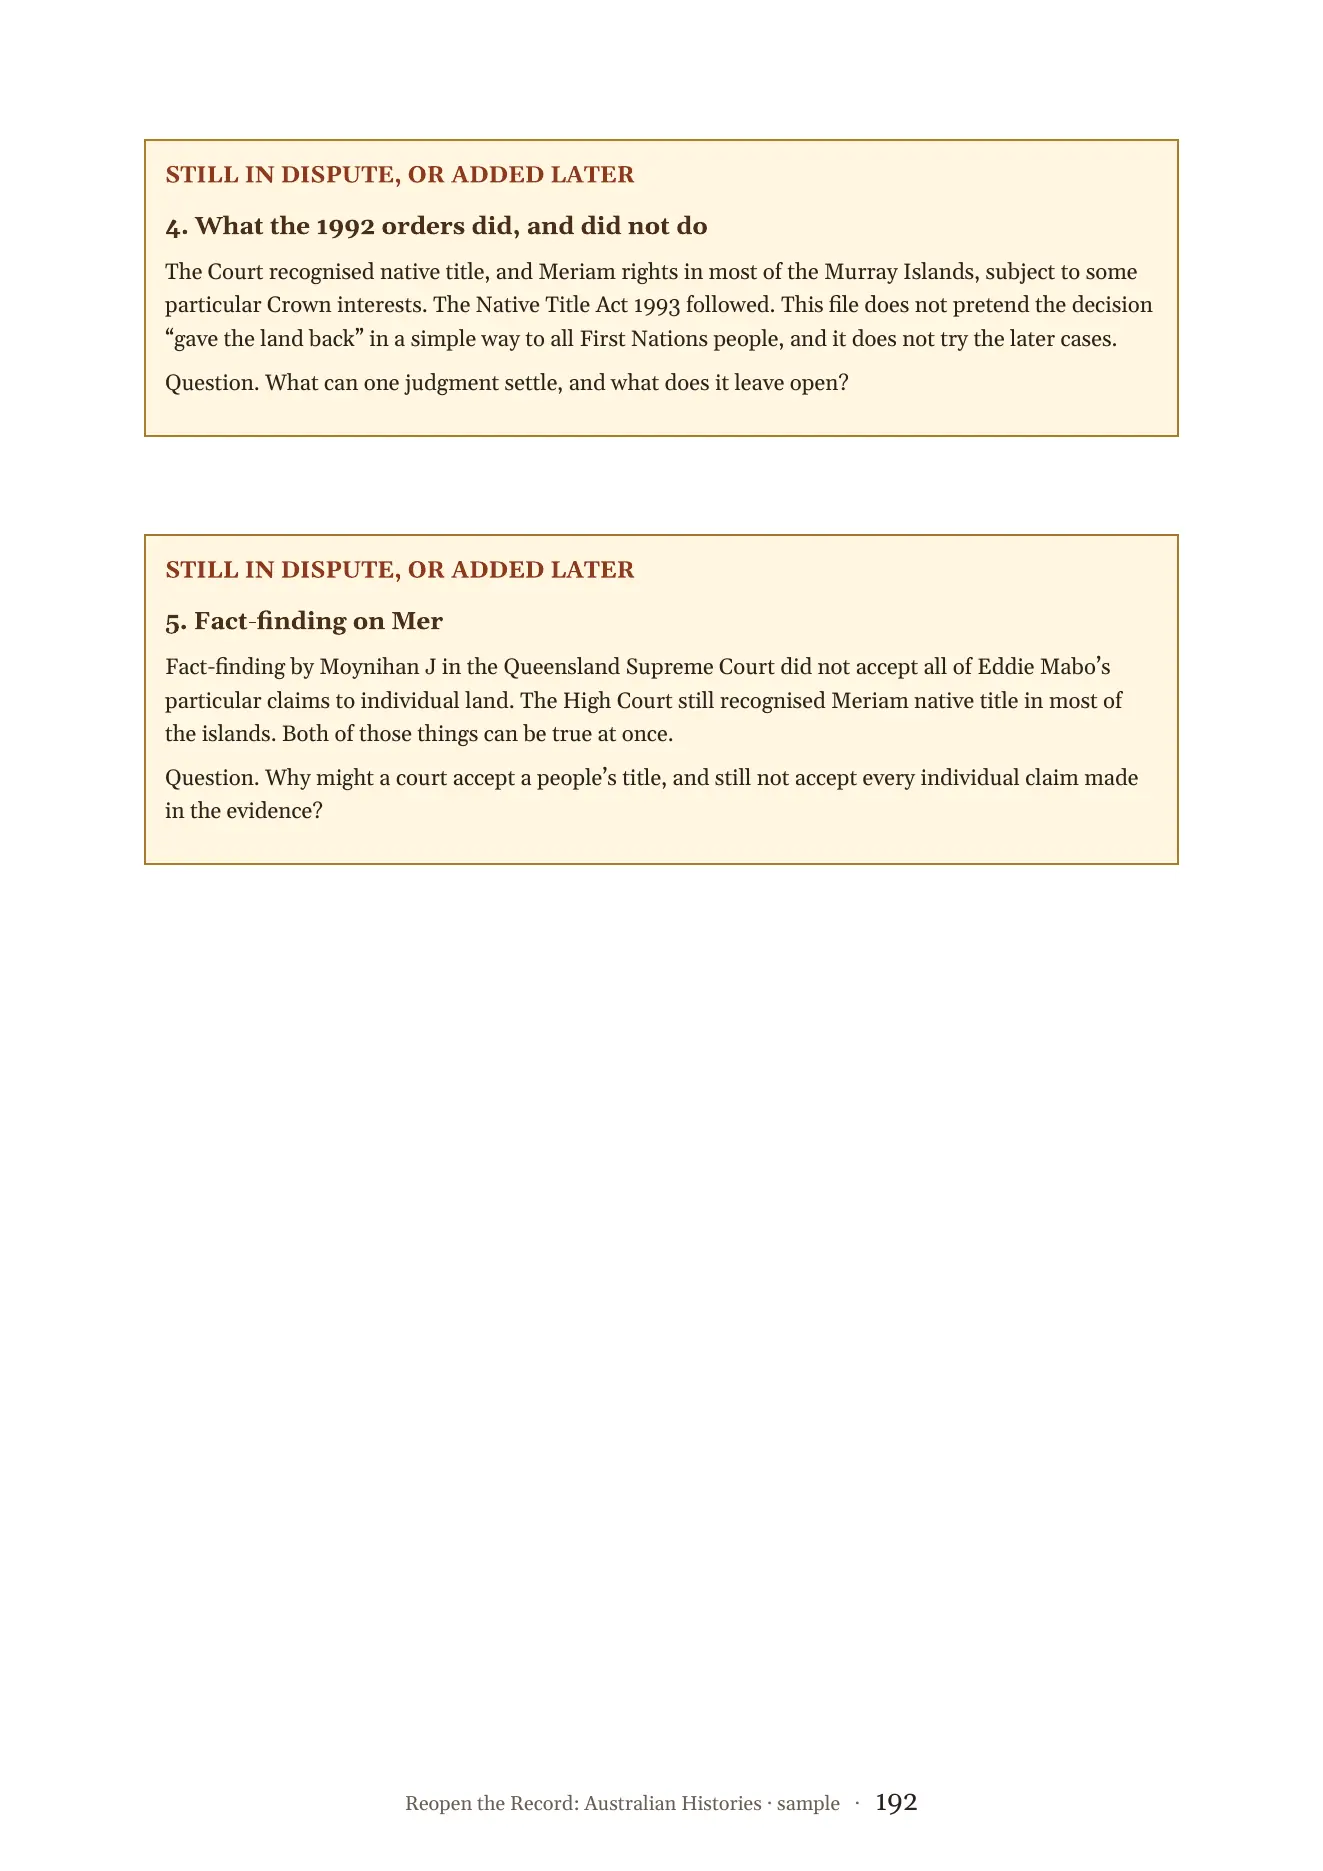 STILL IN DISPUTE, OR ADDED LATER
4. What the 1992 orders did, and did not do
The Court recognised native title, and Meriam rights in most of the Murray Islands, subject to some
particular Crown interests. The Native Title Act 1993 followed. This file does not pretend the decision
“gave the land back” in a simple way to all First Nations people, and it does not try the later cases.
Question. What can one judgment settle, and what does it leave open?
STILL IN DISPUTE, OR ADDED LATER
5. Fact-finding on Mer
Fact-finding by Moynihan J in the Queensland Supreme Court did not accept all of Eddie Mabo’s
particular claims to individual land. The High Court still recognised Meriam native title in most of
the islands. Both of those things can be true at once.
Question. Why might a court accept a people’s title, and still not accept every individual claim made
in the evidence?
Reopen the Record: Australian Histories · sample · 192